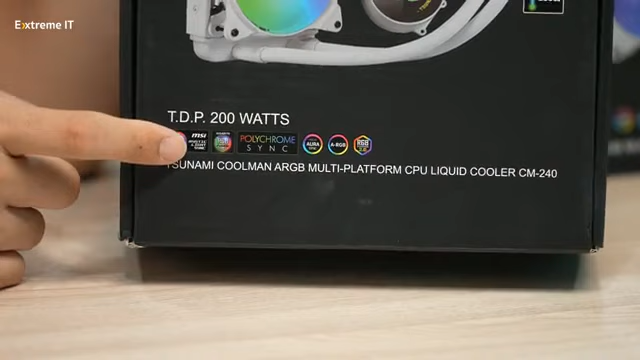 Extreme IT
T.D.P. 200 WATTS
msi
POLYCHROME
SYNC
AURA
A-RGB
RGB
TSUNAMI COOLMAN ARGB MULTI-PLATFORM CPU LIQUID COOLER CM-240